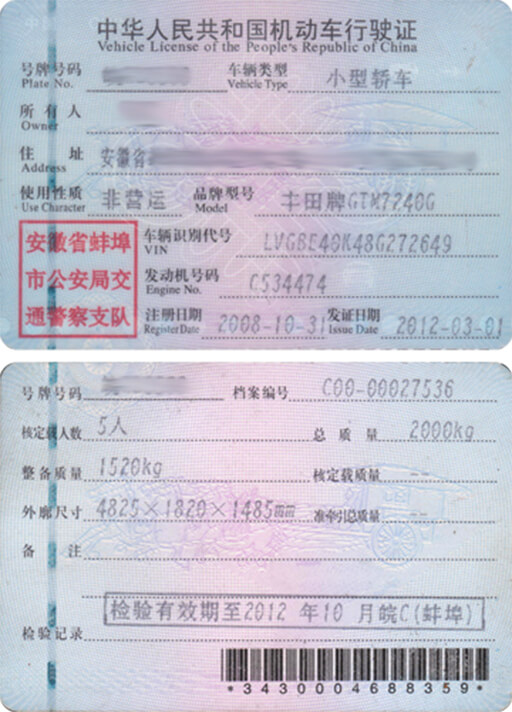 中华人民共和国机动车行驶证
Vehicle License of the People's Republic of China
号牌号码 车辆类型 小型轿车
Plate No. Vehicle Type
所有人
Owner
住址 安徽省
Address
使用性质 非营运 品牌型号 丰田牌GTM7240G
Use Character Model
安徽省蚌埠
市公安局交
通警察支队
车辆识别代号 LVGBE40K48G272649
VIN
发动机号码 C534474
Engine No.
注册日期 2008-10-31 发证日期 2012-03-01
Register Date Issue Date
号牌号码 档案编号 C00-00027536
核定载人数 5人 总质量 2000kg
整备质量 1520kg 核定载质量 --
外廓尺寸 4825×1820×1485mm 准牵引总质量 --
备注
检验有效期至2012 年10 月皖C(蚌埠)
检验记录
*3430004688359*